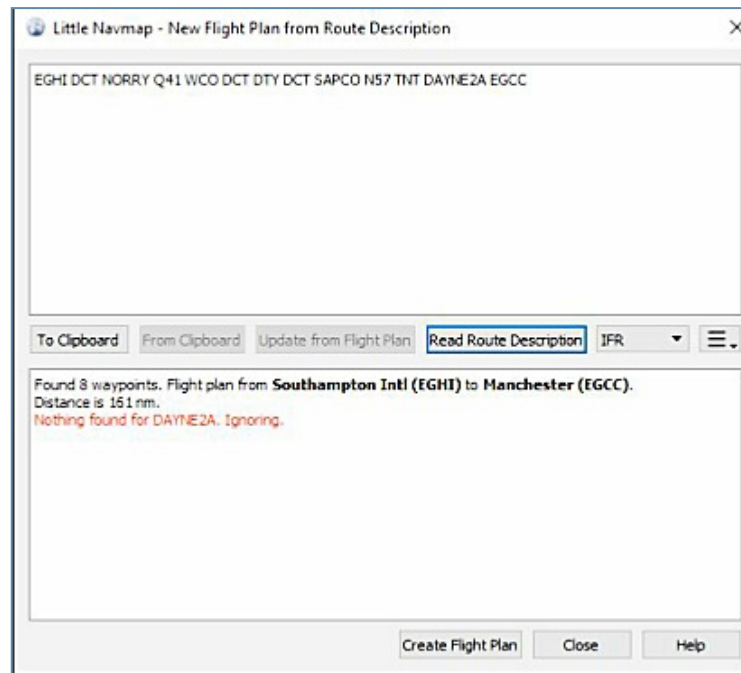 Little Navmap - New Flight Plan from Route Description
EGHI DCT NORRY Q41 WCO DCT DTY DCT SAPCO N57 TNT DAYNE2A EGCC
To Clipboard From Clipboard Update from Flight Plan Read Route Description IFR
Found 8 waypoints. Flight plan from Southampton Intl (EGHI) to Manchester (EGCC).
Distance is 161 nm.
Nothing found for DAYNE2A. Ignoring.
Create Flight Plan Close Help